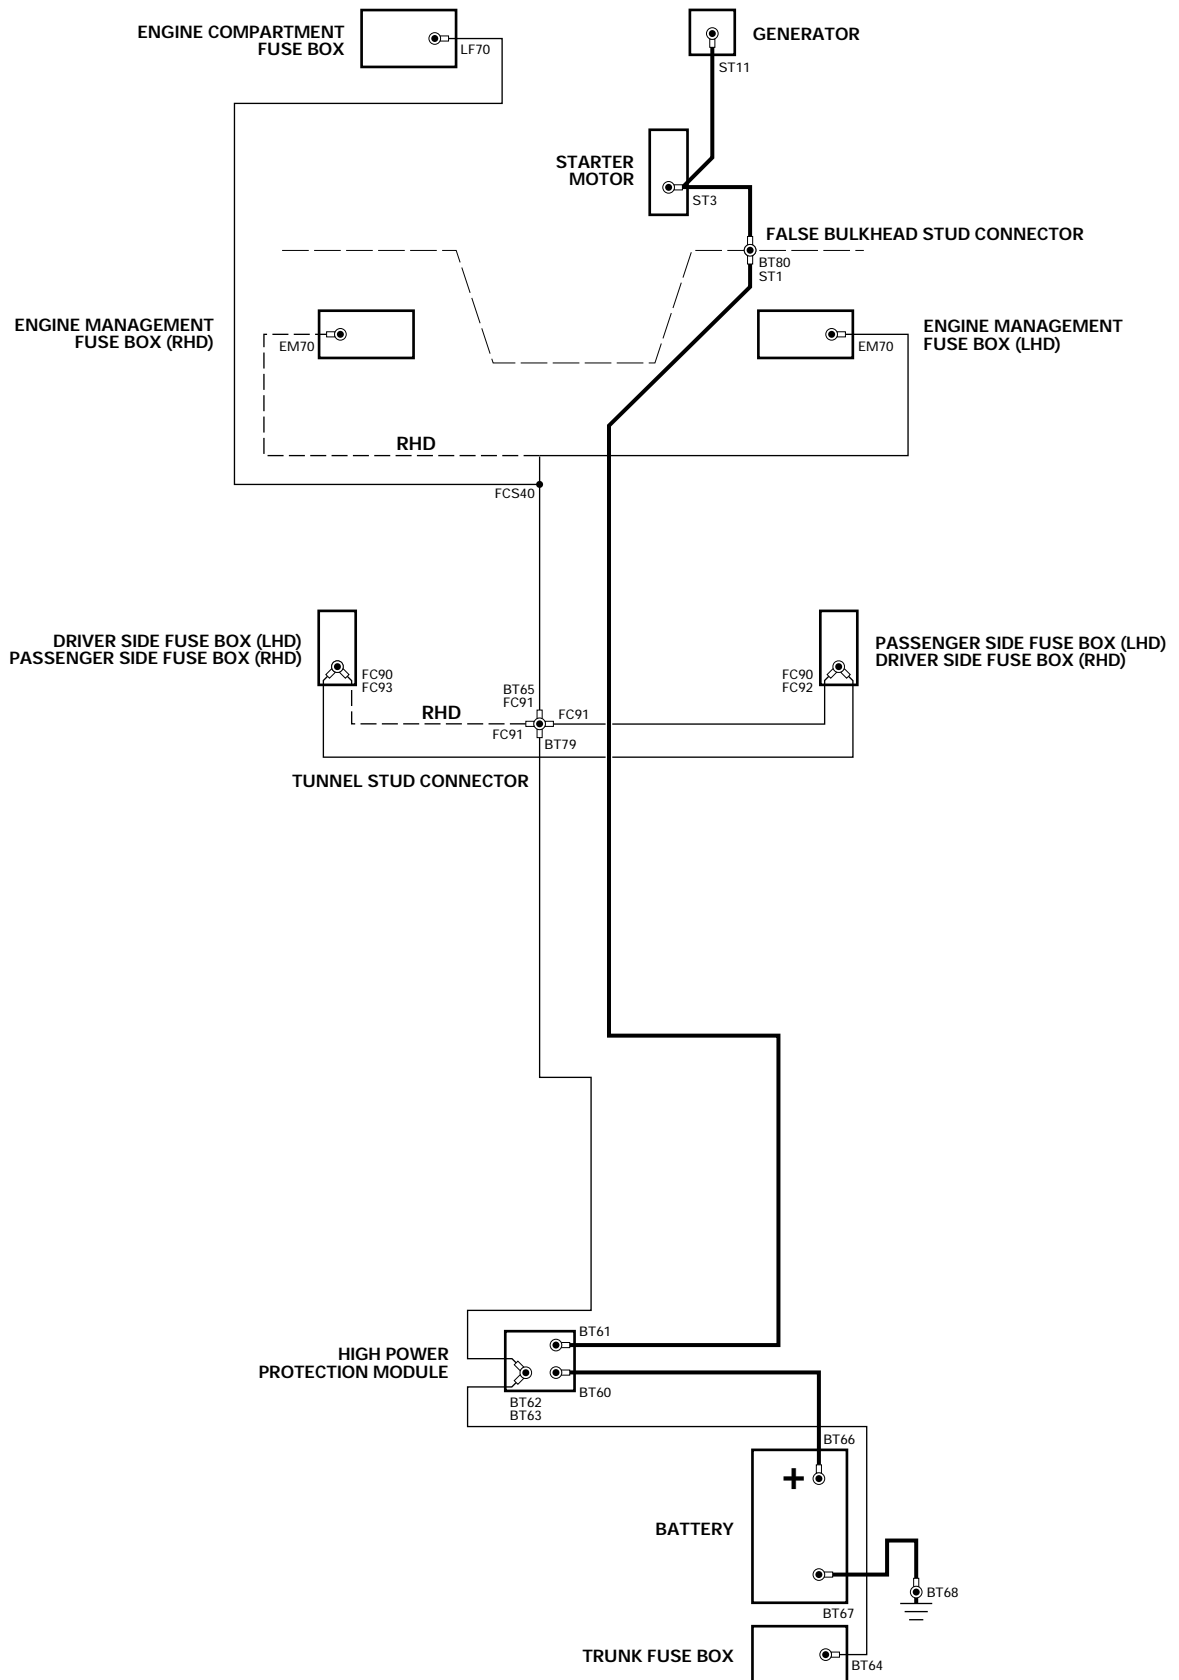 ENGINE COMPARTMENT
FUSE BOX
LF70
GENERATOR
ST11
STARTER
MOTOR
ST3
FALSE BULKHEAD STUD CONNECTOR
BT80
ST1
ENGINE MANAGEMENT
FUSE BOX (RHD)
EM70
EM70
ENGINE MANAGEMENT
FUSE BOX (LHD)
RHD
FCS40
DRIVER SIDE FUSE BOX (LHD)
PASSENGER SIDE FUSE BOX (RHD)
FC90
FC93
PASSENGER SIDE FUSE BOX (LHD)
DRIVER SIDE FUSE BOX (RHD)
FC90
FC92
BT65
FC91
RHD
FC91
FC91
BT79
TUNNEL STUD CONNECTOR
HIGH POWER
PROTECTION MODULE
BT61
BT60
BT62
BT63
BT66
+
BATTERY
BT68
BT67
TRUNK FUSE BOX
BT64